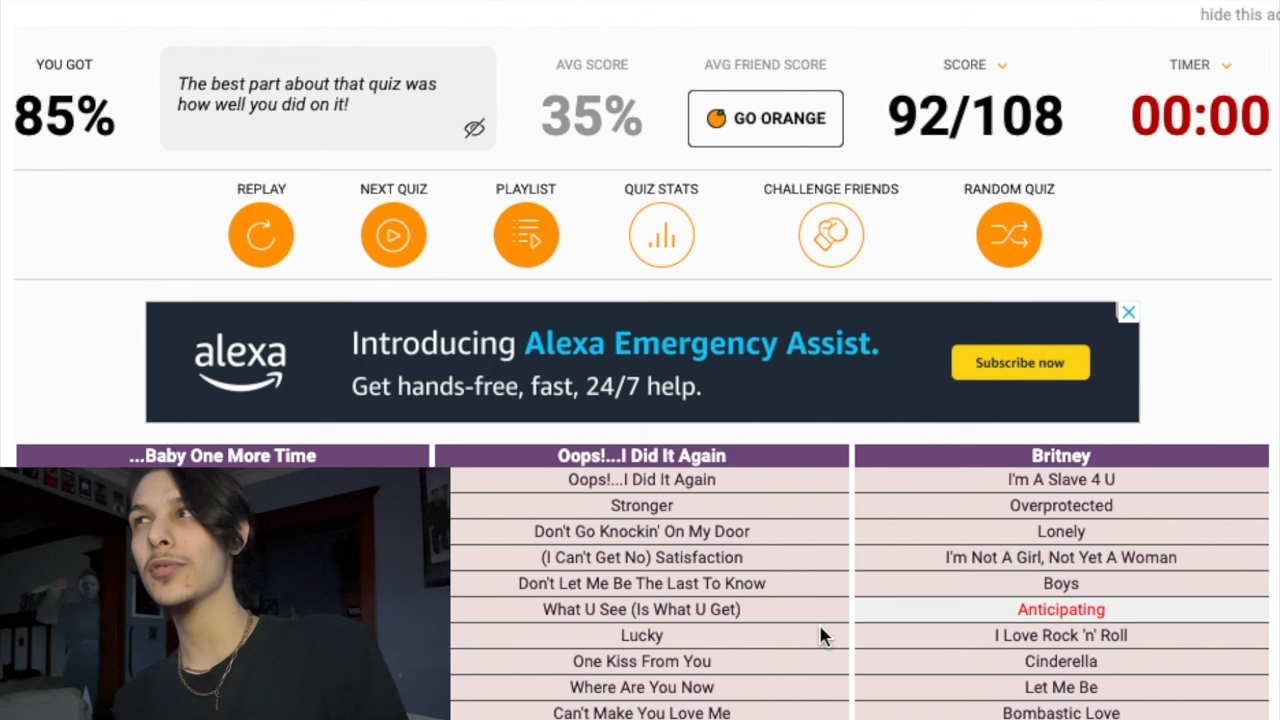 hide this
YOU GOT
85%
The best part about that quiz was
how well you did on it!
AVG SCORE
35%
AVG FRIEND SCORE
GO ORANGE
SCORE
92/108
TIMER
00:00
REPLAY
NEXT QUIZ
PLAYLIST
QUIZ STATS
CHALLENGE FRIENDS
RANDOM QUIZ
alexa
Introducing Alexa Emergency Assist.
Get hands-free, fast, 24/7 help.
Subscribe now
...Baby One More Time
Oops!...I Did It Again
Oops!...I Did It Again
Stronger
Don't Go Knockin' On My Door
(I Can't Get No) Satisfaction
Don't Let Me Be The Last To Know
What U See (Is What U Get)
Lucky
One Kiss From You
Where Are You Now
Can't Make You Love Me
Britney
I'm A Slave 4 U
Overprotected
Lonely
I'm Not A Girl, Not Yet A Woman
Boys
Anticipating
I Love Rock 'n' Roll
Cinderella
Let Me Be
Bombastic Love